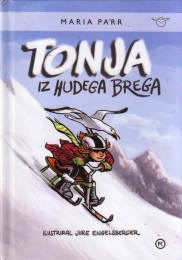 MARIA PARR
TONJA
IZ HUDEGA BREGA
ILUSTRIRAL JURE ENGELSBERGER
M